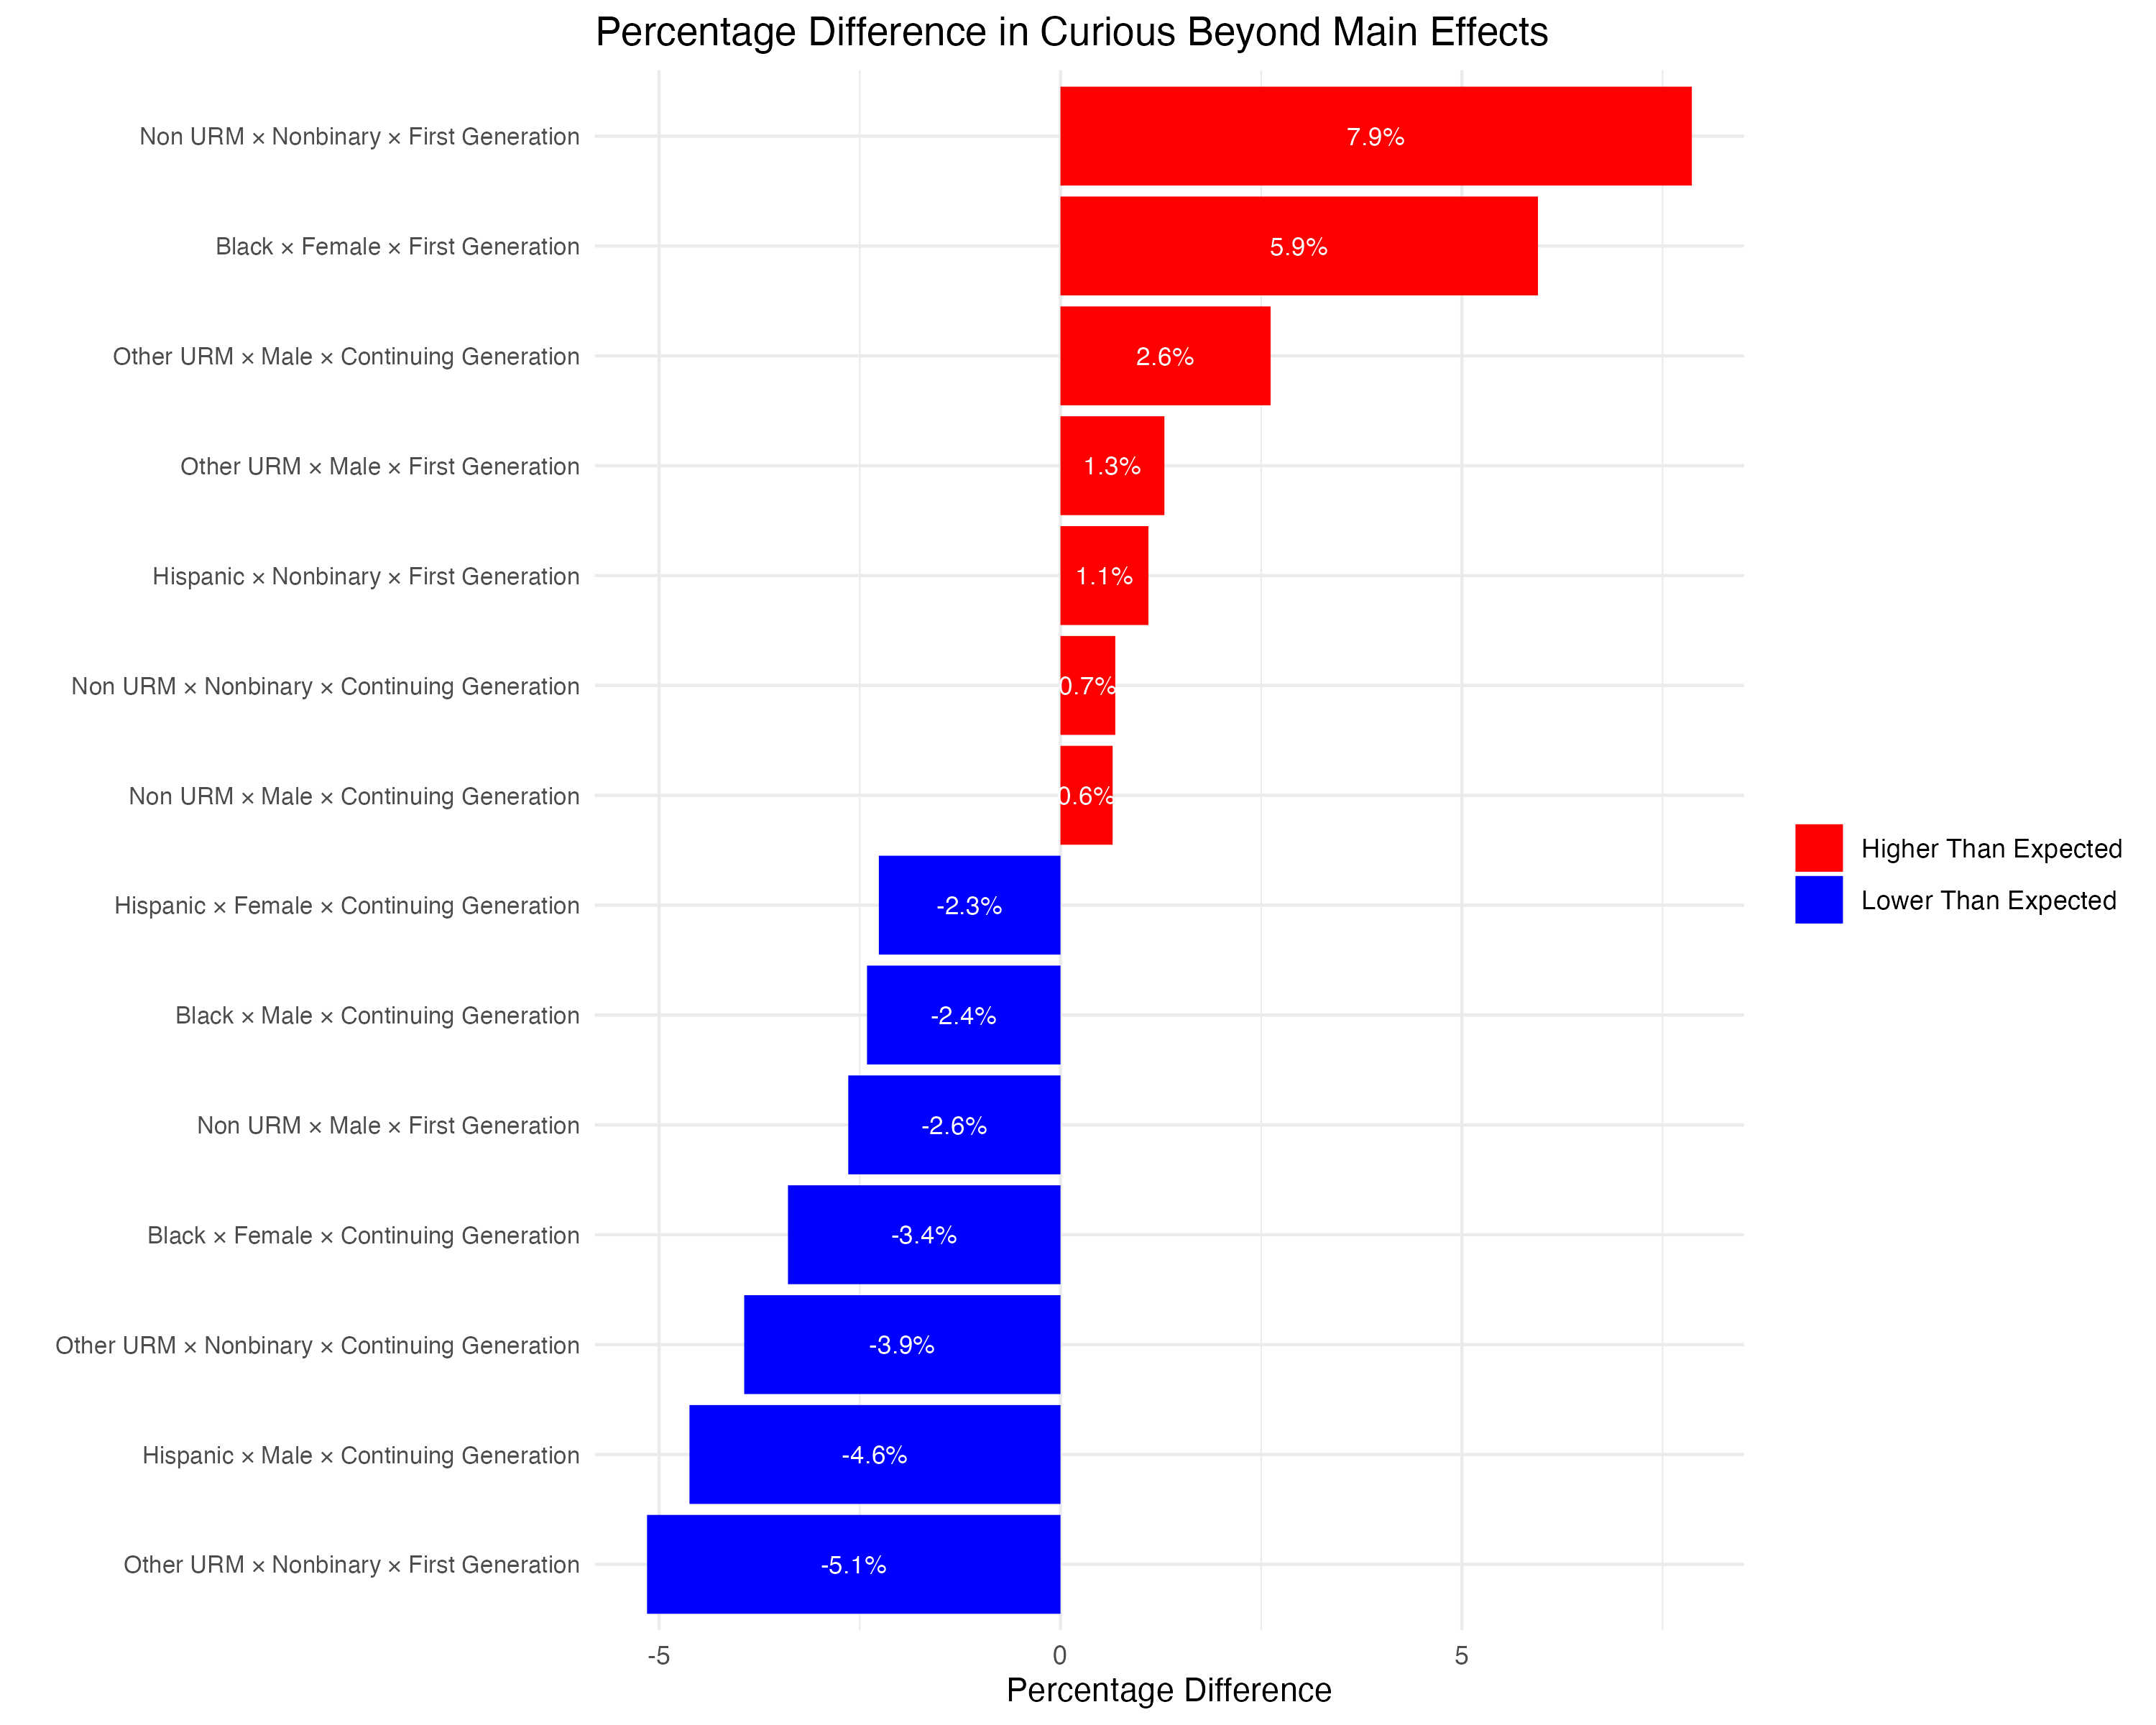 Percentage Difference in Curious Beyond Main Effects
Non URM × Nonbinary × First Generation
7.9%
Black × Female × First Generation
5.9%
Other URM × Male × Continuing Generation
2.6%
Other URM × Male × First Generation
1.3%
Hispanic × Nonbinary × First Generation
1.1%
Non URM × Nonbinary × Continuing Generation
0.7%
Non URM × Male × Continuing Generation
0.6%
Hispanic × Female × Continuing Generation
-2.3%
Black × Male × Continuing Generation
-2.4%
Non URM × Male × First Generation
-2.6%
Black × Female × Continuing Generation
-3.4%
Other URM × Nonbinary × Continuing Generation
-3.9%
Hispanic × Male × Continuing Generation
-4.6%
Other URM × Nonbinary × First Generation
-5.1%
-5
0
5
Percentage Difference
Higher Than Expected
Lower Than Expected